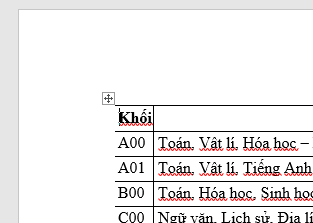 Khối
A00 Toán, Vật lí, Hóa học –
A01 Toán, Vật lí, Tiếng Anh
B00 Toán, Hóa học, Sinh học
C00 Ngữ văn, Lịch sử, Địa lí